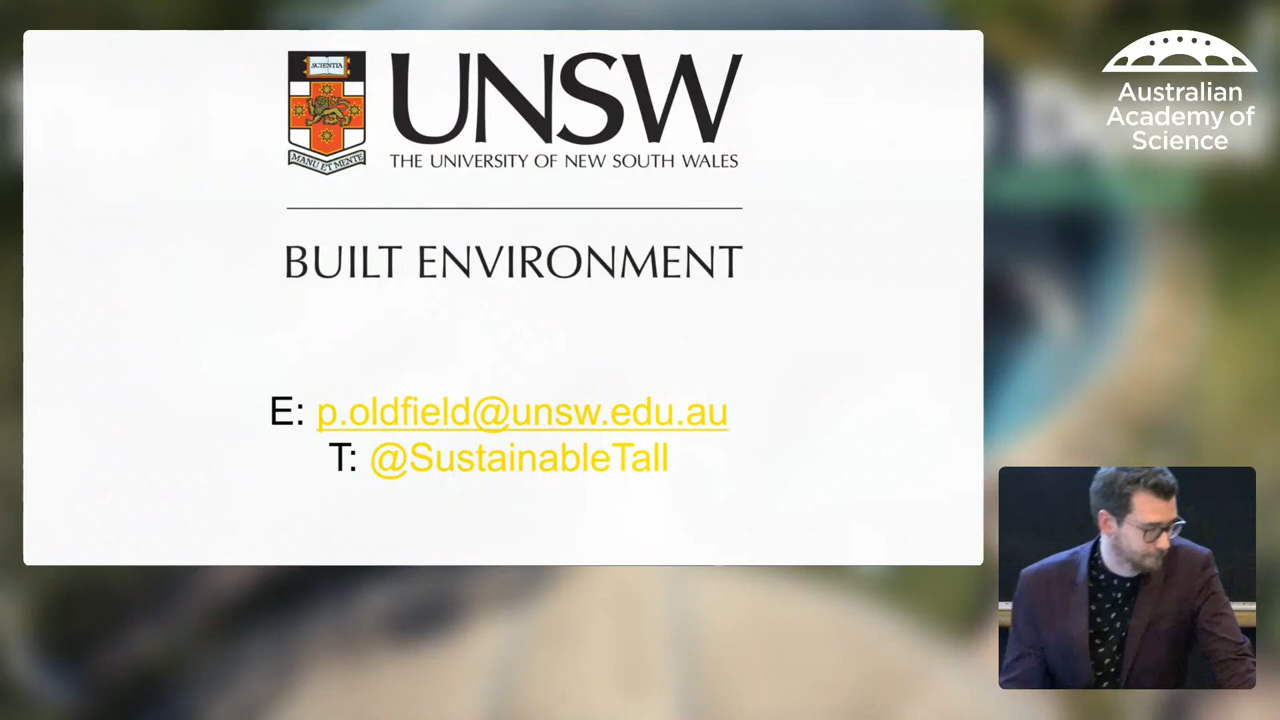 SCIENTIA
MANU ET MENTE
UNSW
THE UNIVERSITY OF NEW SOUTH WALES
BUILT ENVIRONMENT
E: p.oldfield@unsw.edu.au
T: @SustainableTall
Australian
Academy of
Science